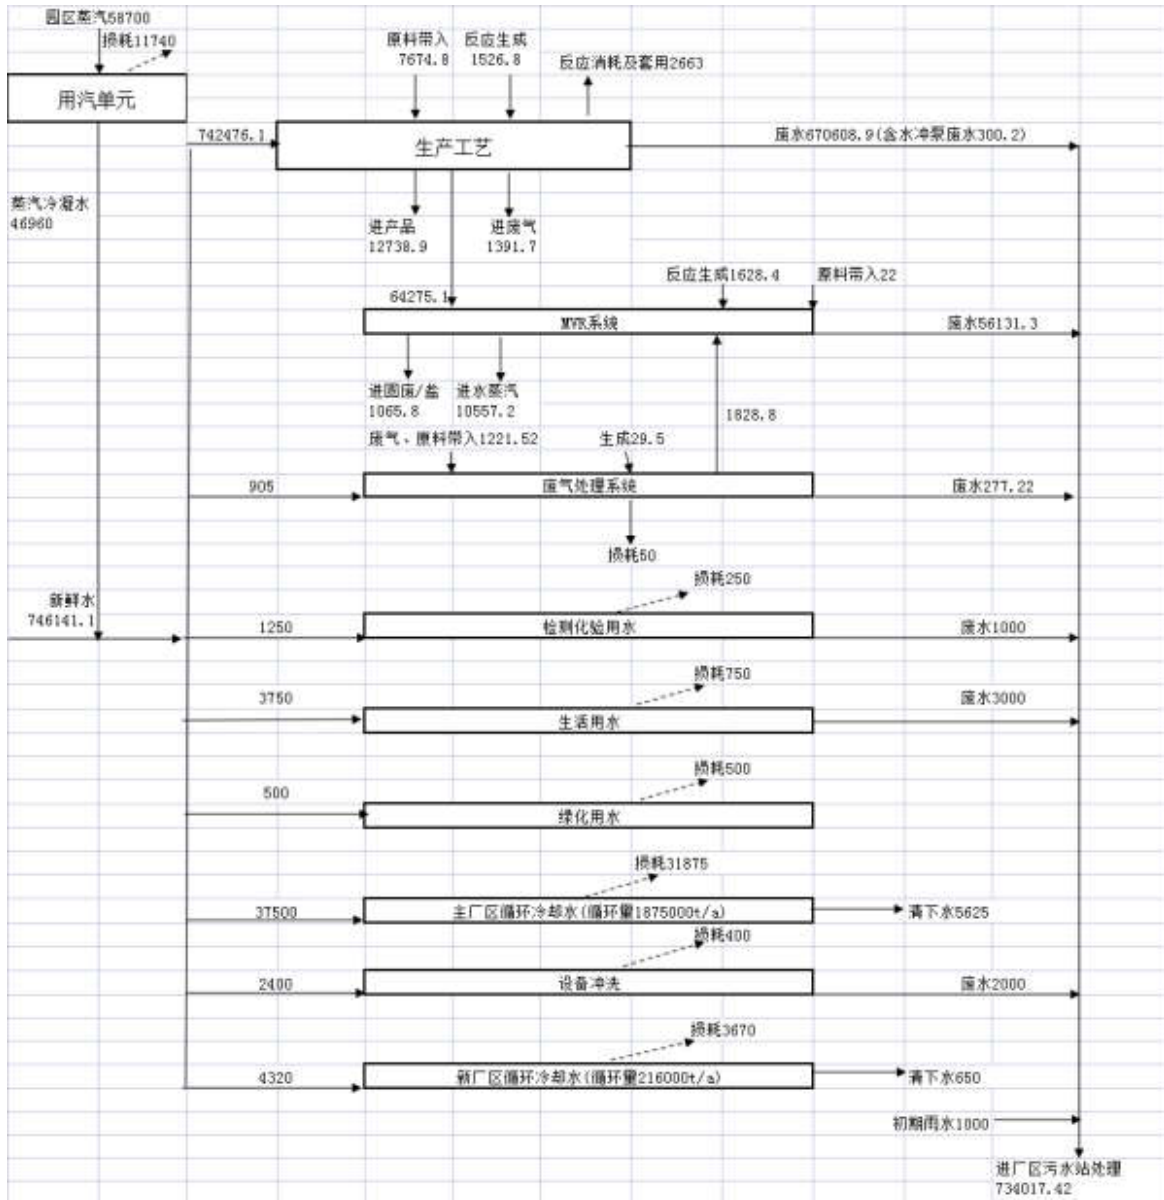 园区蒸汽58700
损耗11740
用汽单元
原料带入
7674.8
反应生成
1526.8
反应消耗及套用2663
742476.1
生产工艺
废水670608.9(含水冲泵废水300.2)
蒸汽冷凝水
46960
进产品
12738.9
进废气
1391.7
反应生成1628.4
原料带入22
64275.1
MVR系统
废水56131.3
进固废/盐
1065.8
进水蒸汽
10557.2
1828.8
废气、原料带入1221.52
生成29.5
905
废气处理系统
废水277.22
损耗50
损耗250
新鲜水
746141.1
1250
检测化验用水
废水1000
损耗750
3750
生活用水
废水3000
损耗500
500
绿化用水
损耗31875
37500
主厂区循环冷却水(循环量1875000t/a)
清下水5625
损耗400
2400
设备冲洗
废水2000
损耗3670
4320
新厂区循环冷却水(循环量216000t/a)
清下水650
初期雨水1000
进厂区污水站处理
734017.42